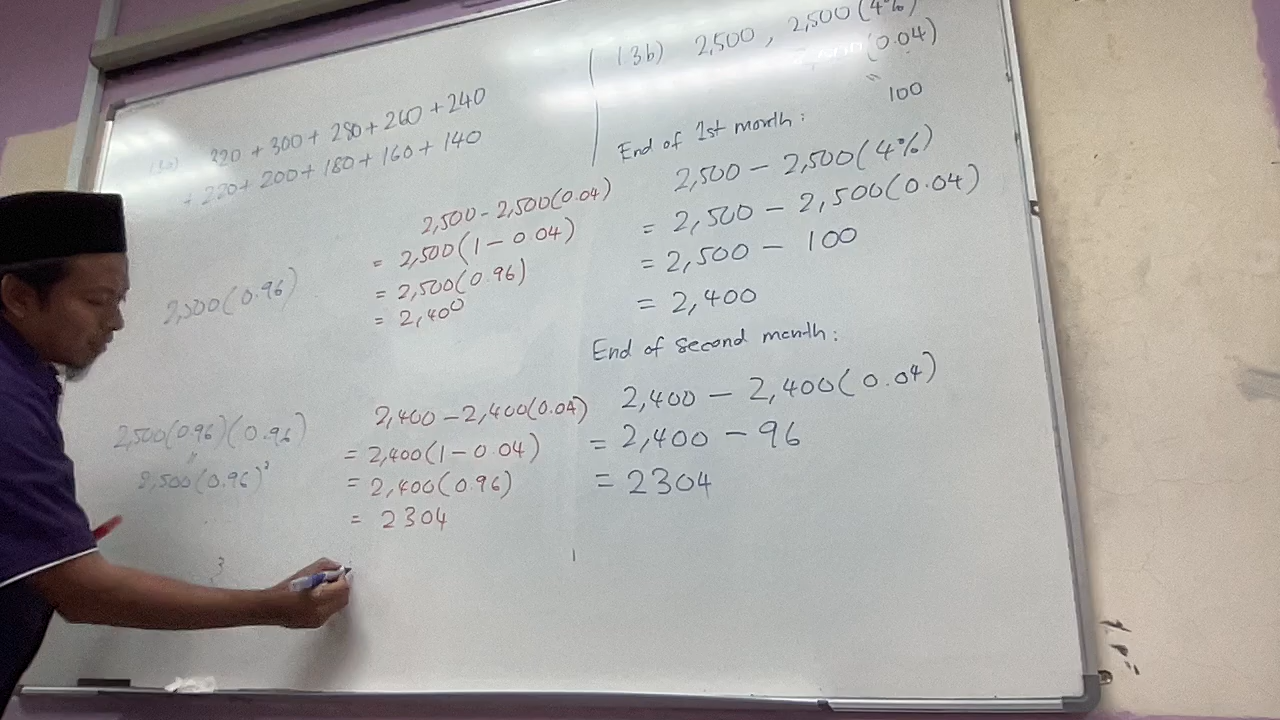 (3a) 320 + 300 + 280 + 260 + 240
+ 220 + 200 + 180 + 160 + 140
2,500(0.96)
2,500 - 2,500(0.04)
= 2,500(1 - 0.04)
= 2,500(0.96)
= 2,400
2,500(0.96)(0.96)
"
2,500(0.96)²
2,400 - 2,400(0.04)
= 2,400(1 - 0.04)
= 2,400(0.96)
= 2304
3
13b) 2,500, 2,500(4%)
(0.04)
"
100
End of 1st month:
2,500 - 2,500(4%)
= 2,500 - 2,500(0.04)
= 2,500 - 100
= 2,400
End of second month:
2,400 - 2,400(0.04)
= 2,400 - 96
= 2304